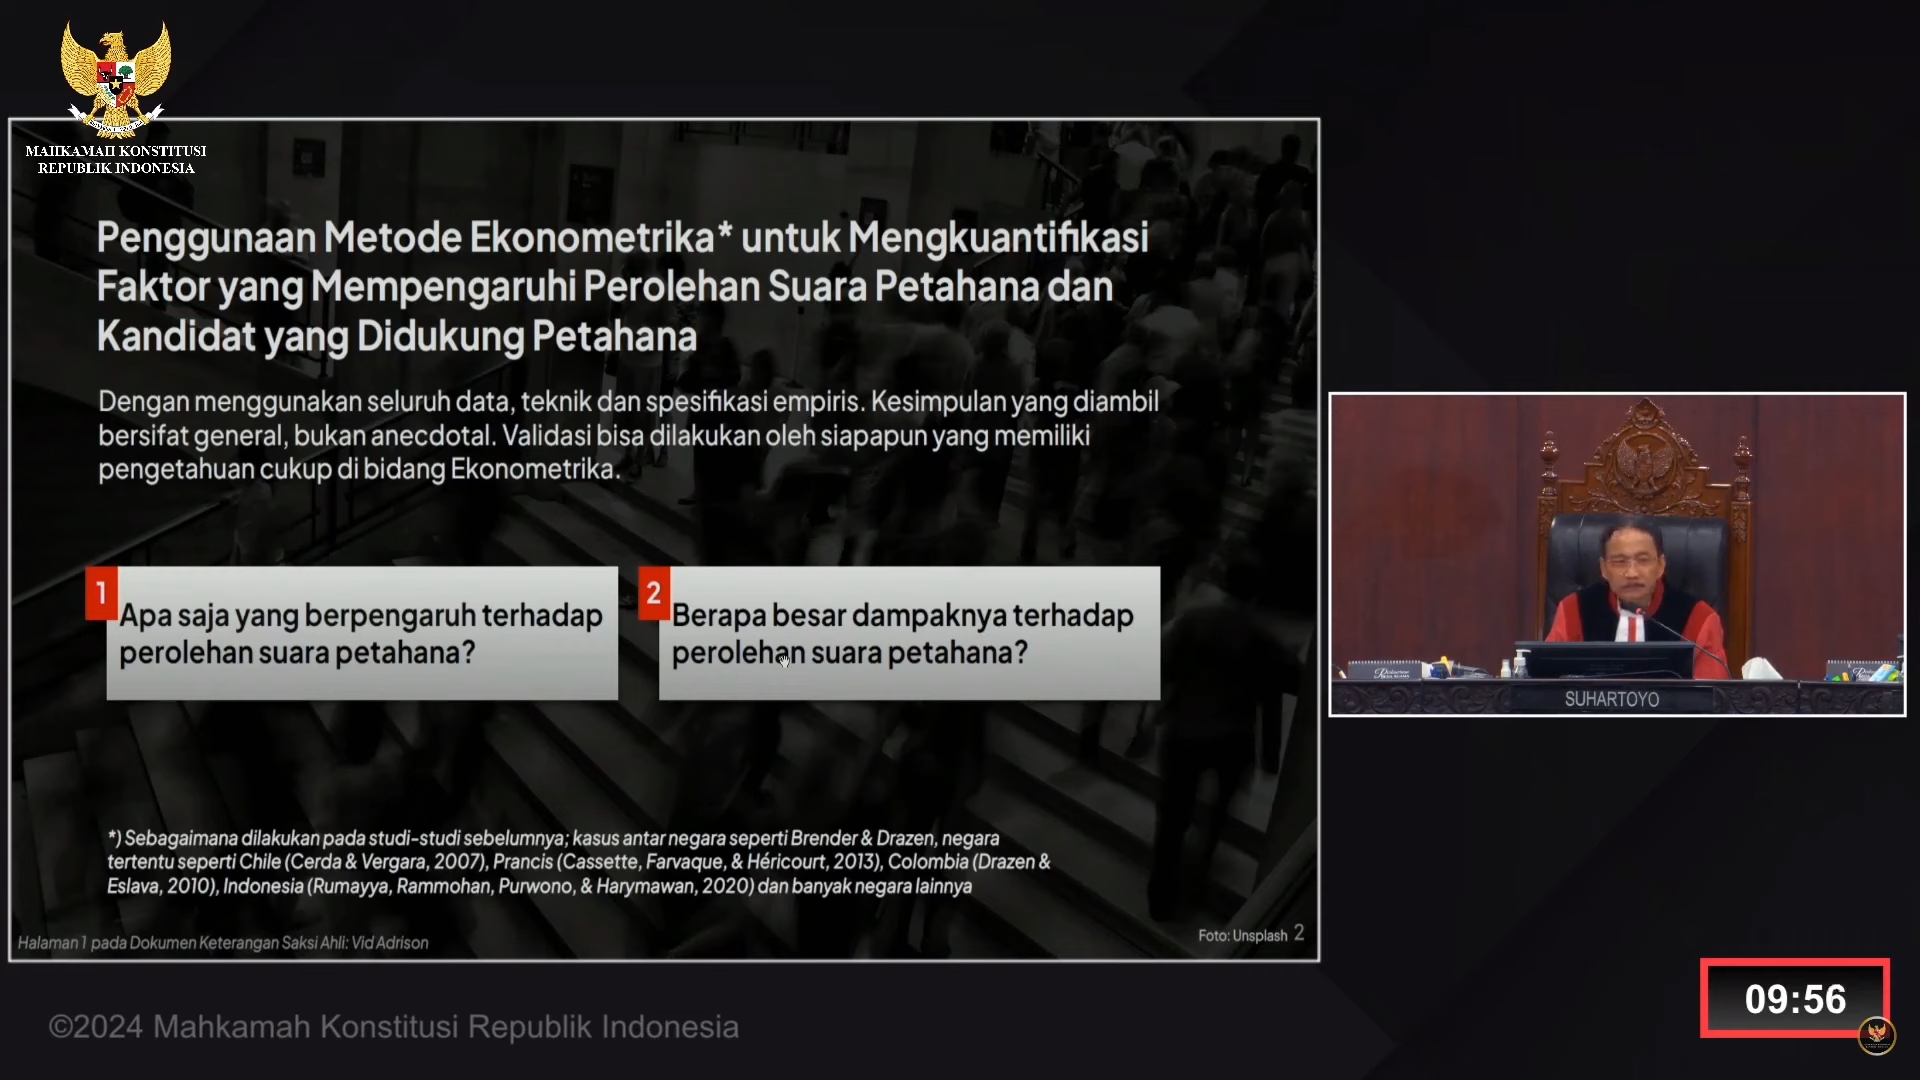 MAHKAMAH KONSTITUSI
REPUBLIK INDONESIA
Penggunaan Metode Ekonometrika* untuk Mengkuantifikasi
Faktor yang Mempengaruhi Perolehan Suara Petahana dan
Kandidat yang Didukung Petahana
Dengan menggunakan seluruh data, teknik dan spesifikasi empiris. Kesimpulan yang diambil
bersifat general, bukan anecdotal. Validasi bisa dilakukan oleh siapapun yang memiliki
pengetahuan cukup di bidang Ekonometrika.
1
Apa saja yang berpengaruh terhadap
perolehan suara petahana?
2
Berapa besar dampaknya terhadap
perolehan suara petahana?
*) Sebagaimana dilakukan pada studi-studi sebelumnya; kasus antar negara seperti Brender & Drazen, negara
tertentu seperti Chile (Cerda & Vergara, 2007), Prancis (Cassette, Farvaque, & Héricourt, 2013), Colombia (Drazen &
Eslava, 2010), Indonesia (Rumayya, Rammohan, Purwono, & Harymawan, 2020) dan banyak negara lainnya
Halaman 1 pada Dokumen Keterangan Saksi Ahli: Vid Adrison
Foto: Unsplash 2
SUHARTOYO
09:56
©2024 Mahkamah Konstitusi Republik Indonesia